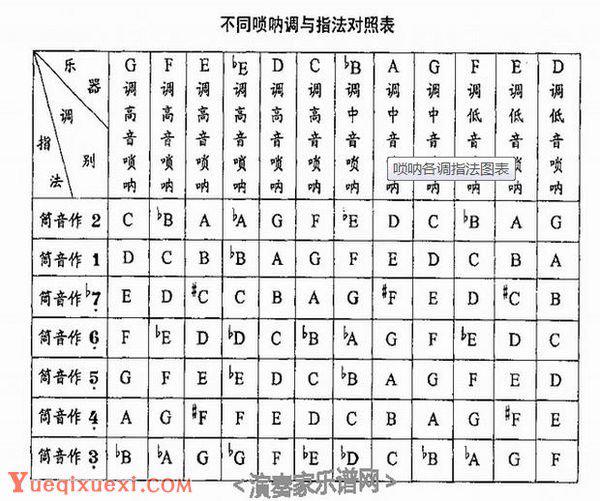 不同唢呐调与指法对照表
乐器
调别
指法
G调高音唢呐
F调高音唢呐
E调高音唢呐
♭E调高音唢呐
D调高音唢呐
C调高音唢呐
♭B调中音唢呐
A调中音呐
G调中音呐
F调低音呐
E调低音呐
D调低音唢呐
唢呐各调指法图表
筒音作2 C ♭B A ♭A G F ♭E D C ♭B A G
筒音作1 D C B ♭B A G F E D C B A
筒音作♭7̣ E D ♯C C B A G ♯F E D ♯C B
筒音作6̣ F ♭E D ♭D C ♭B ♭A G F ♭E D C
筒音作5̣ G F E ♭E D C ♭B A G F E D
筒音作4̣ A G ♯F F E D C B A G ♯F E
筒音作3̣ ♭B ♭A G ♭G F ♭E ♭D C ♭B ♭A G F
<演奏家乐谱网>
Yueqixuexi.com